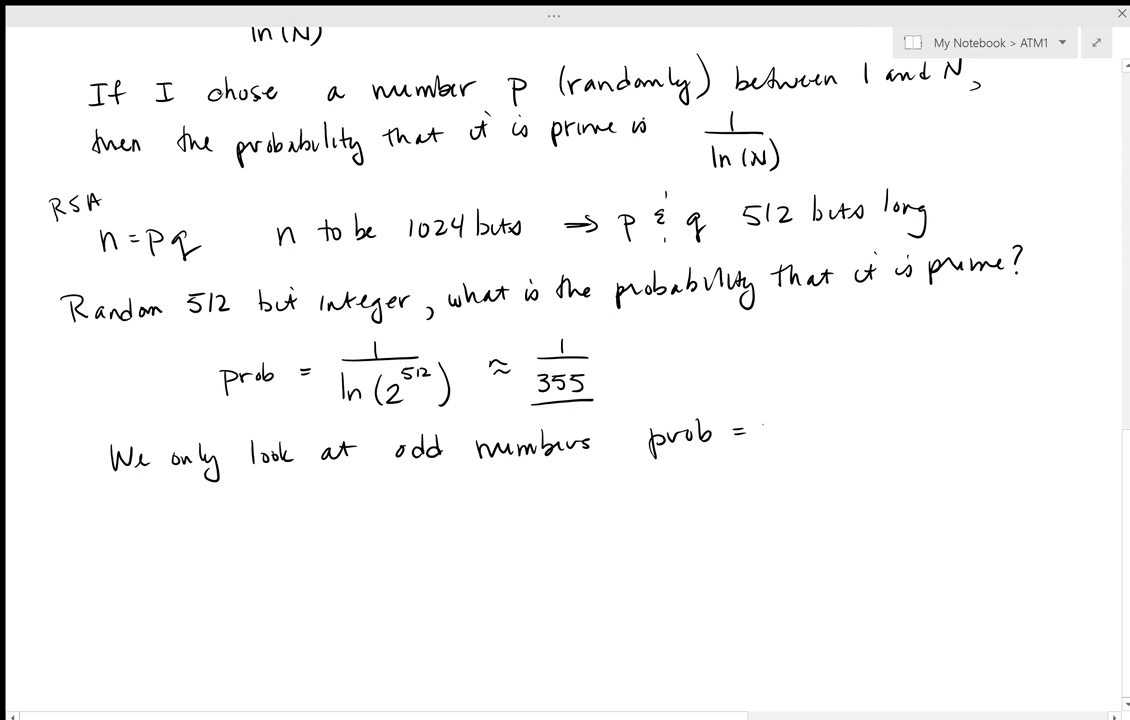 ...
My Notebook > ATM1
ln(N)
If I chose a number p (randomly) between 1 and N,
then the probability that it is prime is 1/ln(N)
RSA
n = pq n to be 1024 bits ⇒ p & q 512 bits long
Random 512 bit integer, what is the probability that it is prime?
prob = 1/ln(2^512) ≈ 1/355
We only look at odd numbers prob =